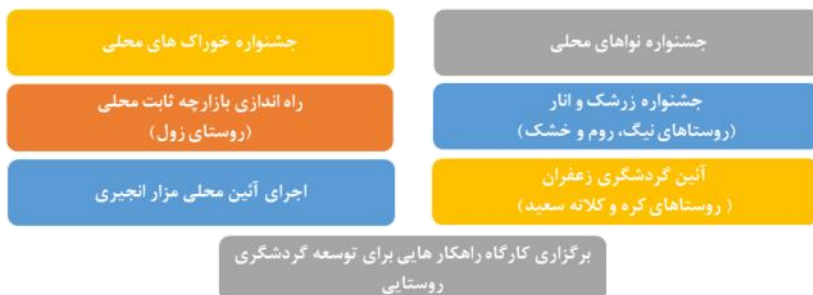 جشنواره نواهای محلی
جشنواره خوراک های محلی
جشنواره زرشک و انار
(روستاهای نیگ، روم و خشک)
راه اندازی بازارچه ثابت محلی
(روستای زول)
آئین گردشگری زعفران
( روستاهای کره و کلاته سعید)
اجرای آئین محلی مزار انجیری
برگزاری کارگاه راهکار هایی برای توسعه گردشگری
روستایی